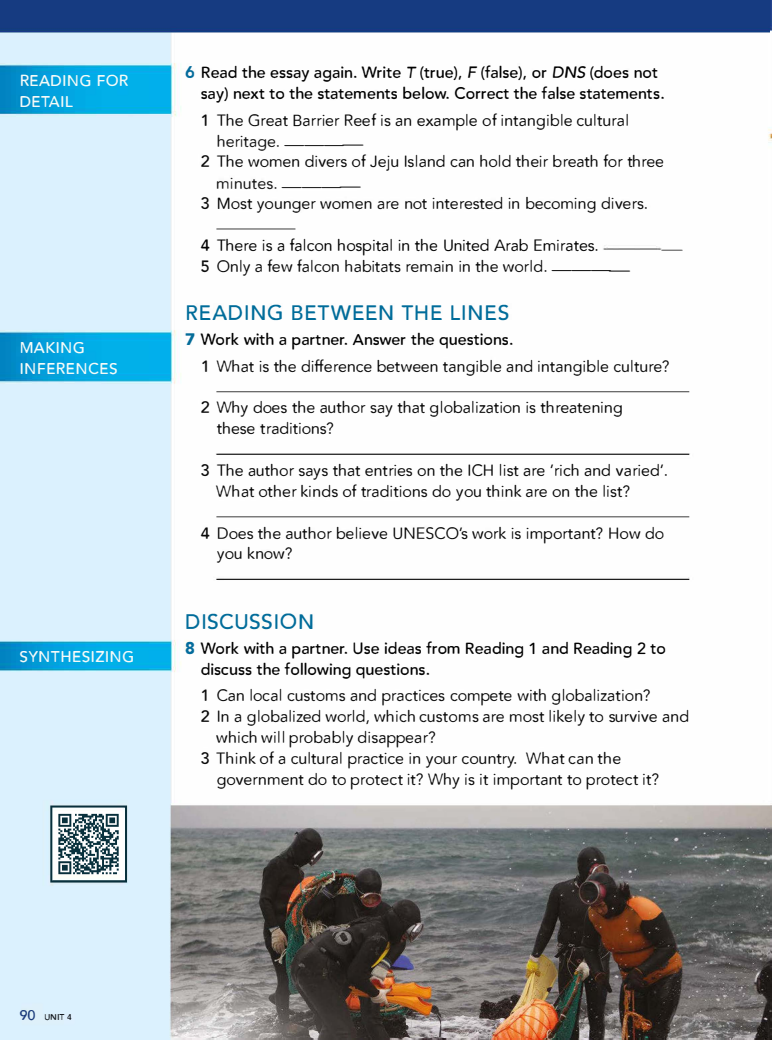 READING FOR
DETAIL
6 Read the essay again. Write T (true), F (false), or DNS (does not
say) next to the statements below. Correct the false statements.
1 The Great Barrier Reef is an example of intangible cultural
heritage. ____________
2 The women divers of Jeju Island can hold their breath for three
minutes. ____________
3 Most younger women are not interested in becoming divers.
____________
4 There is a falcon hospital in the United Arab Emirates. ____________
5 Only a few falcon habitats remain in the world. ____________
READING BETWEEN THE LINES
MAKING
INFERENCES
7 Work with a partner. Answer the questions.
1 What is the difference between tangible and intangible culture?
2 Why does the author say that globalization is threatening
these traditions?
3 The author says that entries on the ICH list are ‘rich and varied’.
What other kinds of traditions do you think are on the list?
4 Does the author believe UNESCO’s work is important? How do
you know?
DISCUSSION
SYNTHESIZING
8 Work with a partner. Use ideas from Reading 1 and Reading 2 to
discuss the following questions.
1 Can local customs and practices compete with globalization?
2 In a globalized world, which customs are most likely to survive and
which will probably disappear?
3 Think of a cultural practice in your country. What can the
government do to protect it? Why is it important to protect it?
90 UNIT 4